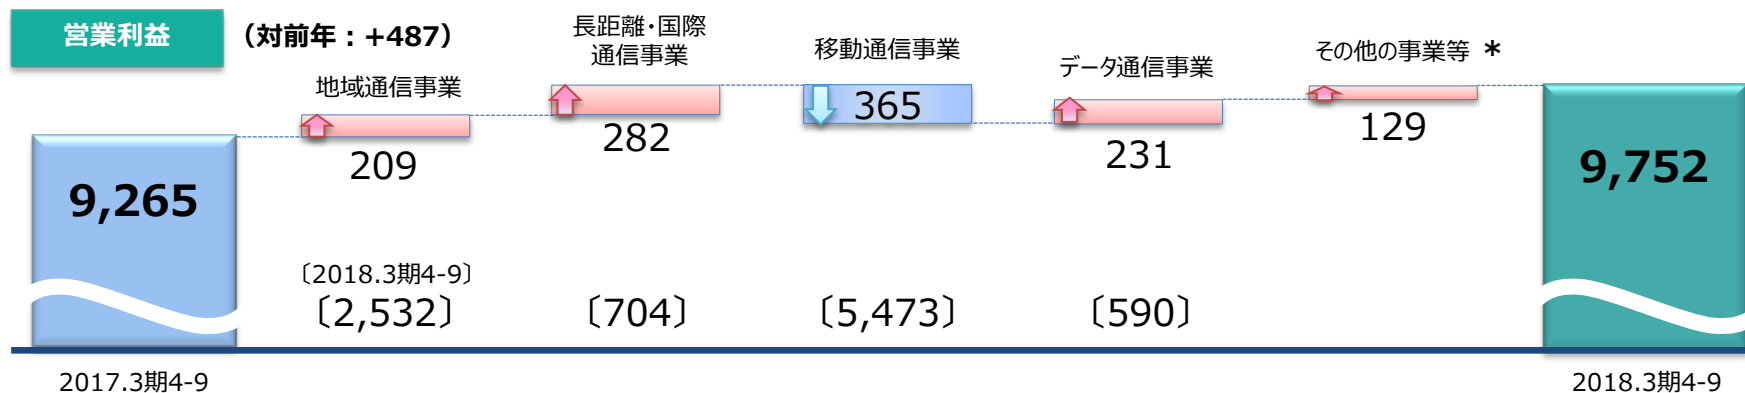 営業利益
（対前年：+487）
地域通信事業
209
長距離・国際
通信事業
282
移動通信事業
365
データ通信事業
231
その他の事業等 *
129
9,265
9,752
〔2018.3期4-9〕
〔2,532〕
〔704〕
〔5,473〕
〔590〕
2017.3期4-9
2018.3期4-9